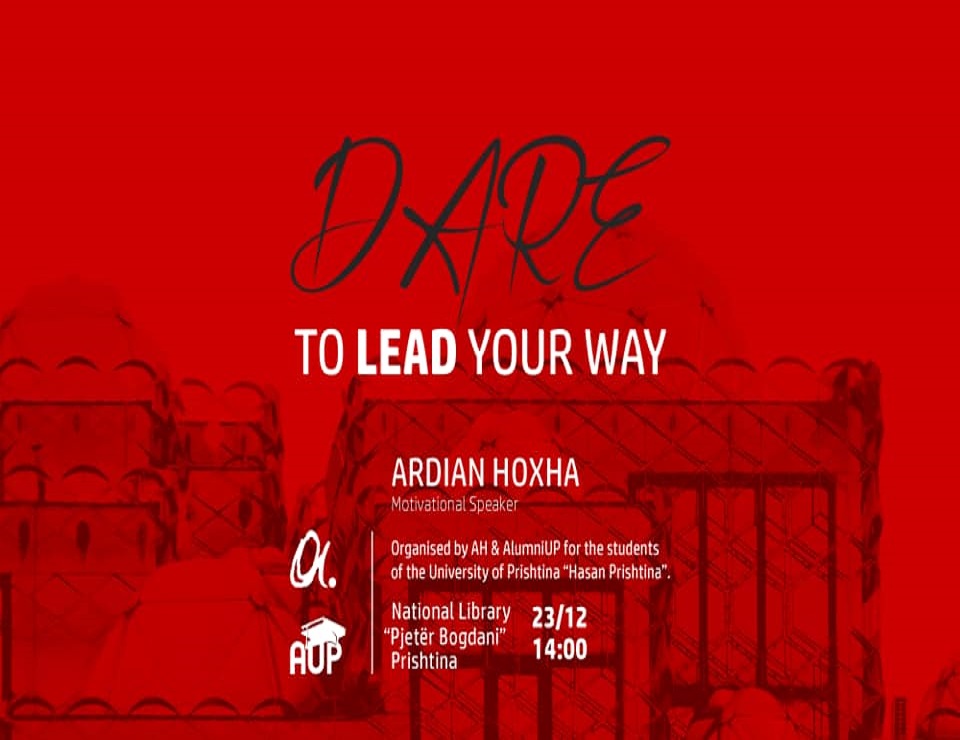 DARE
TO LEAD YOUR WAY
ARDIAN HOXHA
Motivational Speaker
a.
Organised by AH & AlumniUP for the students
of the University of Prishtina “Hasan Prishtina”.
AUP
National Library
“Pjetër Bogdani”
Prishtina
23/12
14:00